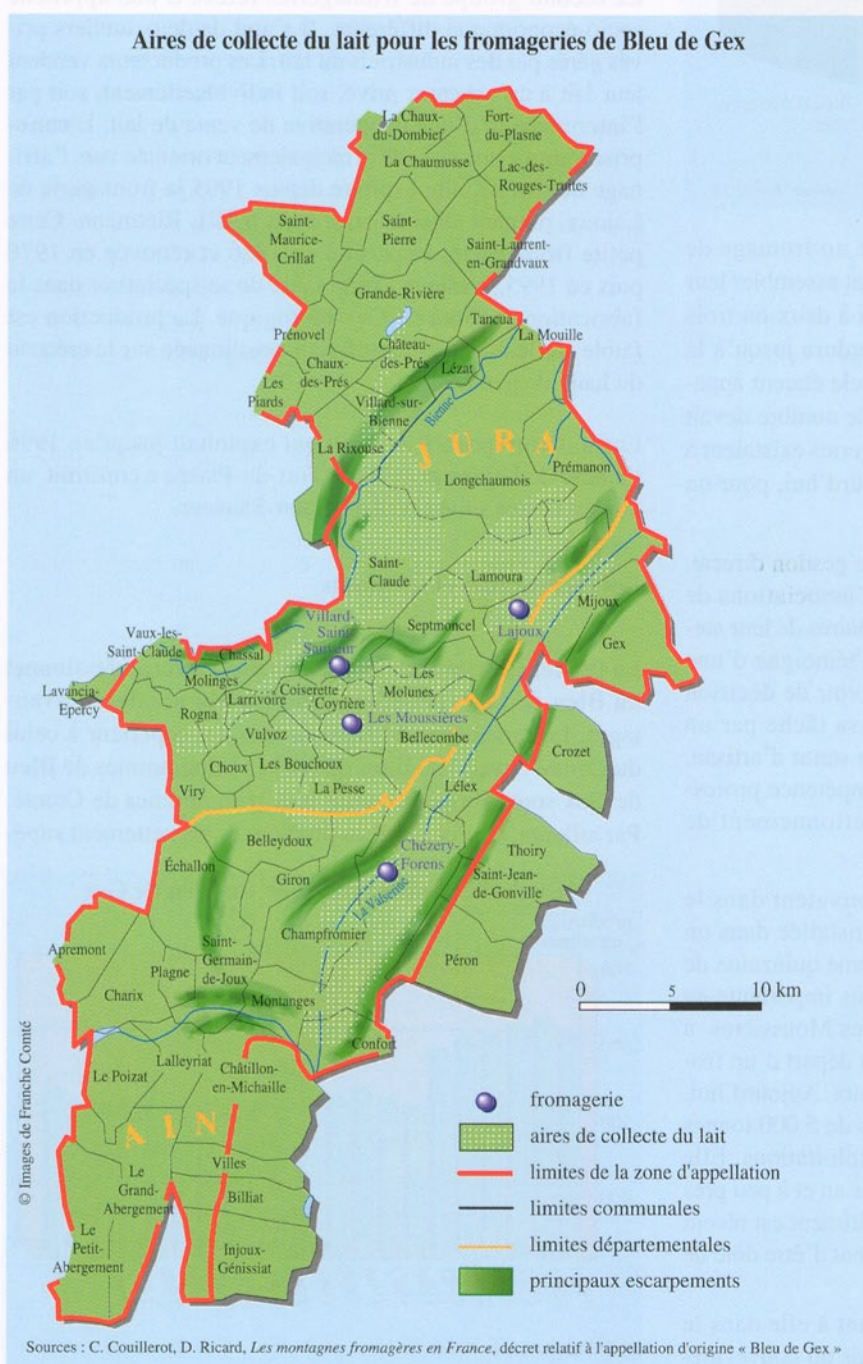 Aires de collecte du lait pour les fromageries de Bleu de Gex
La Chaux-
du-Dombief
Fort-
du-Plasne
La Chaumusse
Lac-des-
Rouges-Truites
Saint-
Maurice-
Crillat
Saint-
Pierre
Saint-Laurent-
en-Grandvaux
Grande-Rivière
Prénovel
Tancua
La Mouille
Château-
des-Prés
Chaux-
des-Prés
Lézat
Les
Piards
Villard-sur-
Bienne
Bienne
La Rixouse
JURA
Prémanon
Longchaumois
Saint-
Claude
Lamoura
Mijoux
Lajoux
Gex
Villard-
Saint-
Sauveur
Septmoncel
Vaux-les-
Saint-Claude
Chassal
Lavancia-
Epercy
Molinges
Les
Molunes
Coiserette
Larrivoire
Coyrière
Rogna
Les Moussières
Vulvoz
Bellecombe
Crozet
Choux
Les Bouchoux
Viry
La Pesse
Lélex
Belleydoux
Chézery-
Forens
Thoiry
Échallon
Giron
Saint-Jean-
de-Gonville
La Valserine
Champfromier
Apremont
Saint-
Germain-
de-Joux
Péron
Plagne
Charix
Montanges
0 5 10 km
Confort
Lalleyriat
Le Poizat
Châtillon-
en-Michaille
AIN
Villes
Le
Grand-
Abergement
Billiat
Le
Petit-
Abergement
Injoux-
Génissiat
fromagerie
aires de collecte du lait
limites de la zone d'appellation
limites communales
limites départementales
principaux escarpements
© Images de Franche Comté
Sources : C. Couillerot, D. Ricard, Les montagnes fromagères en France, décret relatif à l'appellation d'origine « Bleu de Gex »